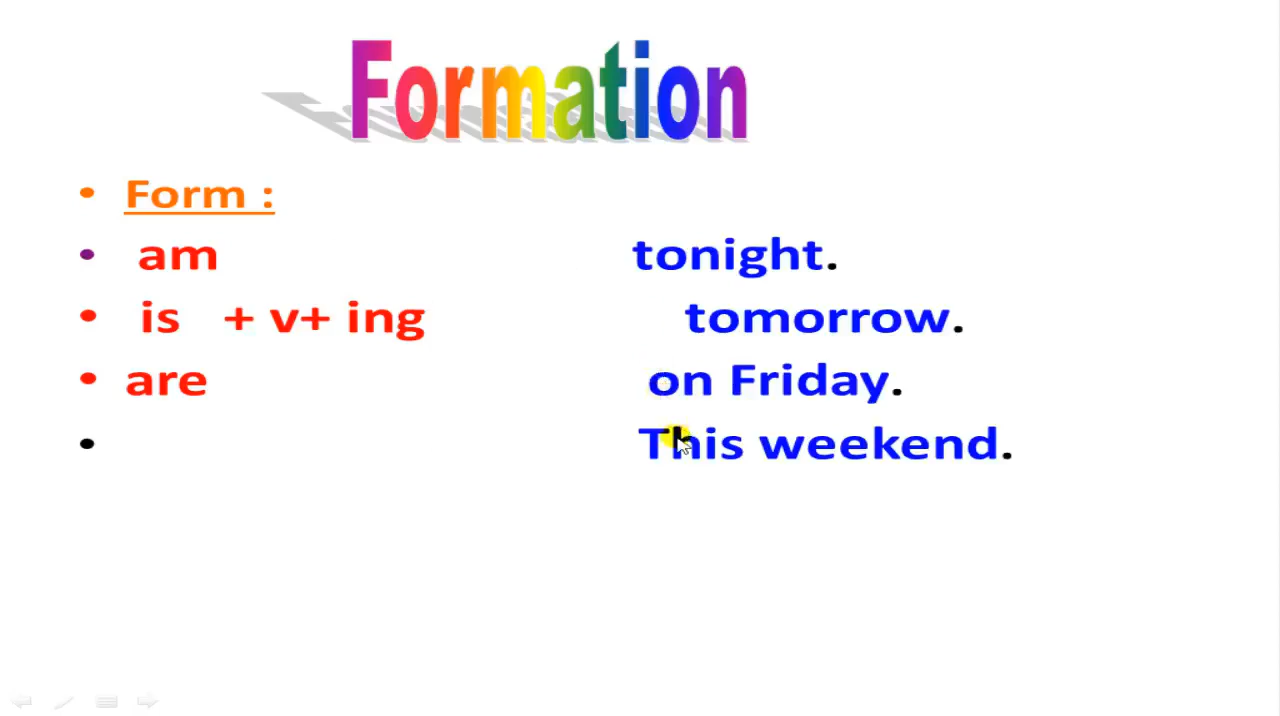 Formation
• Form :
• am tonight.
• is + v+ ing tomorrow.
• are on Friday.
• This weekend.